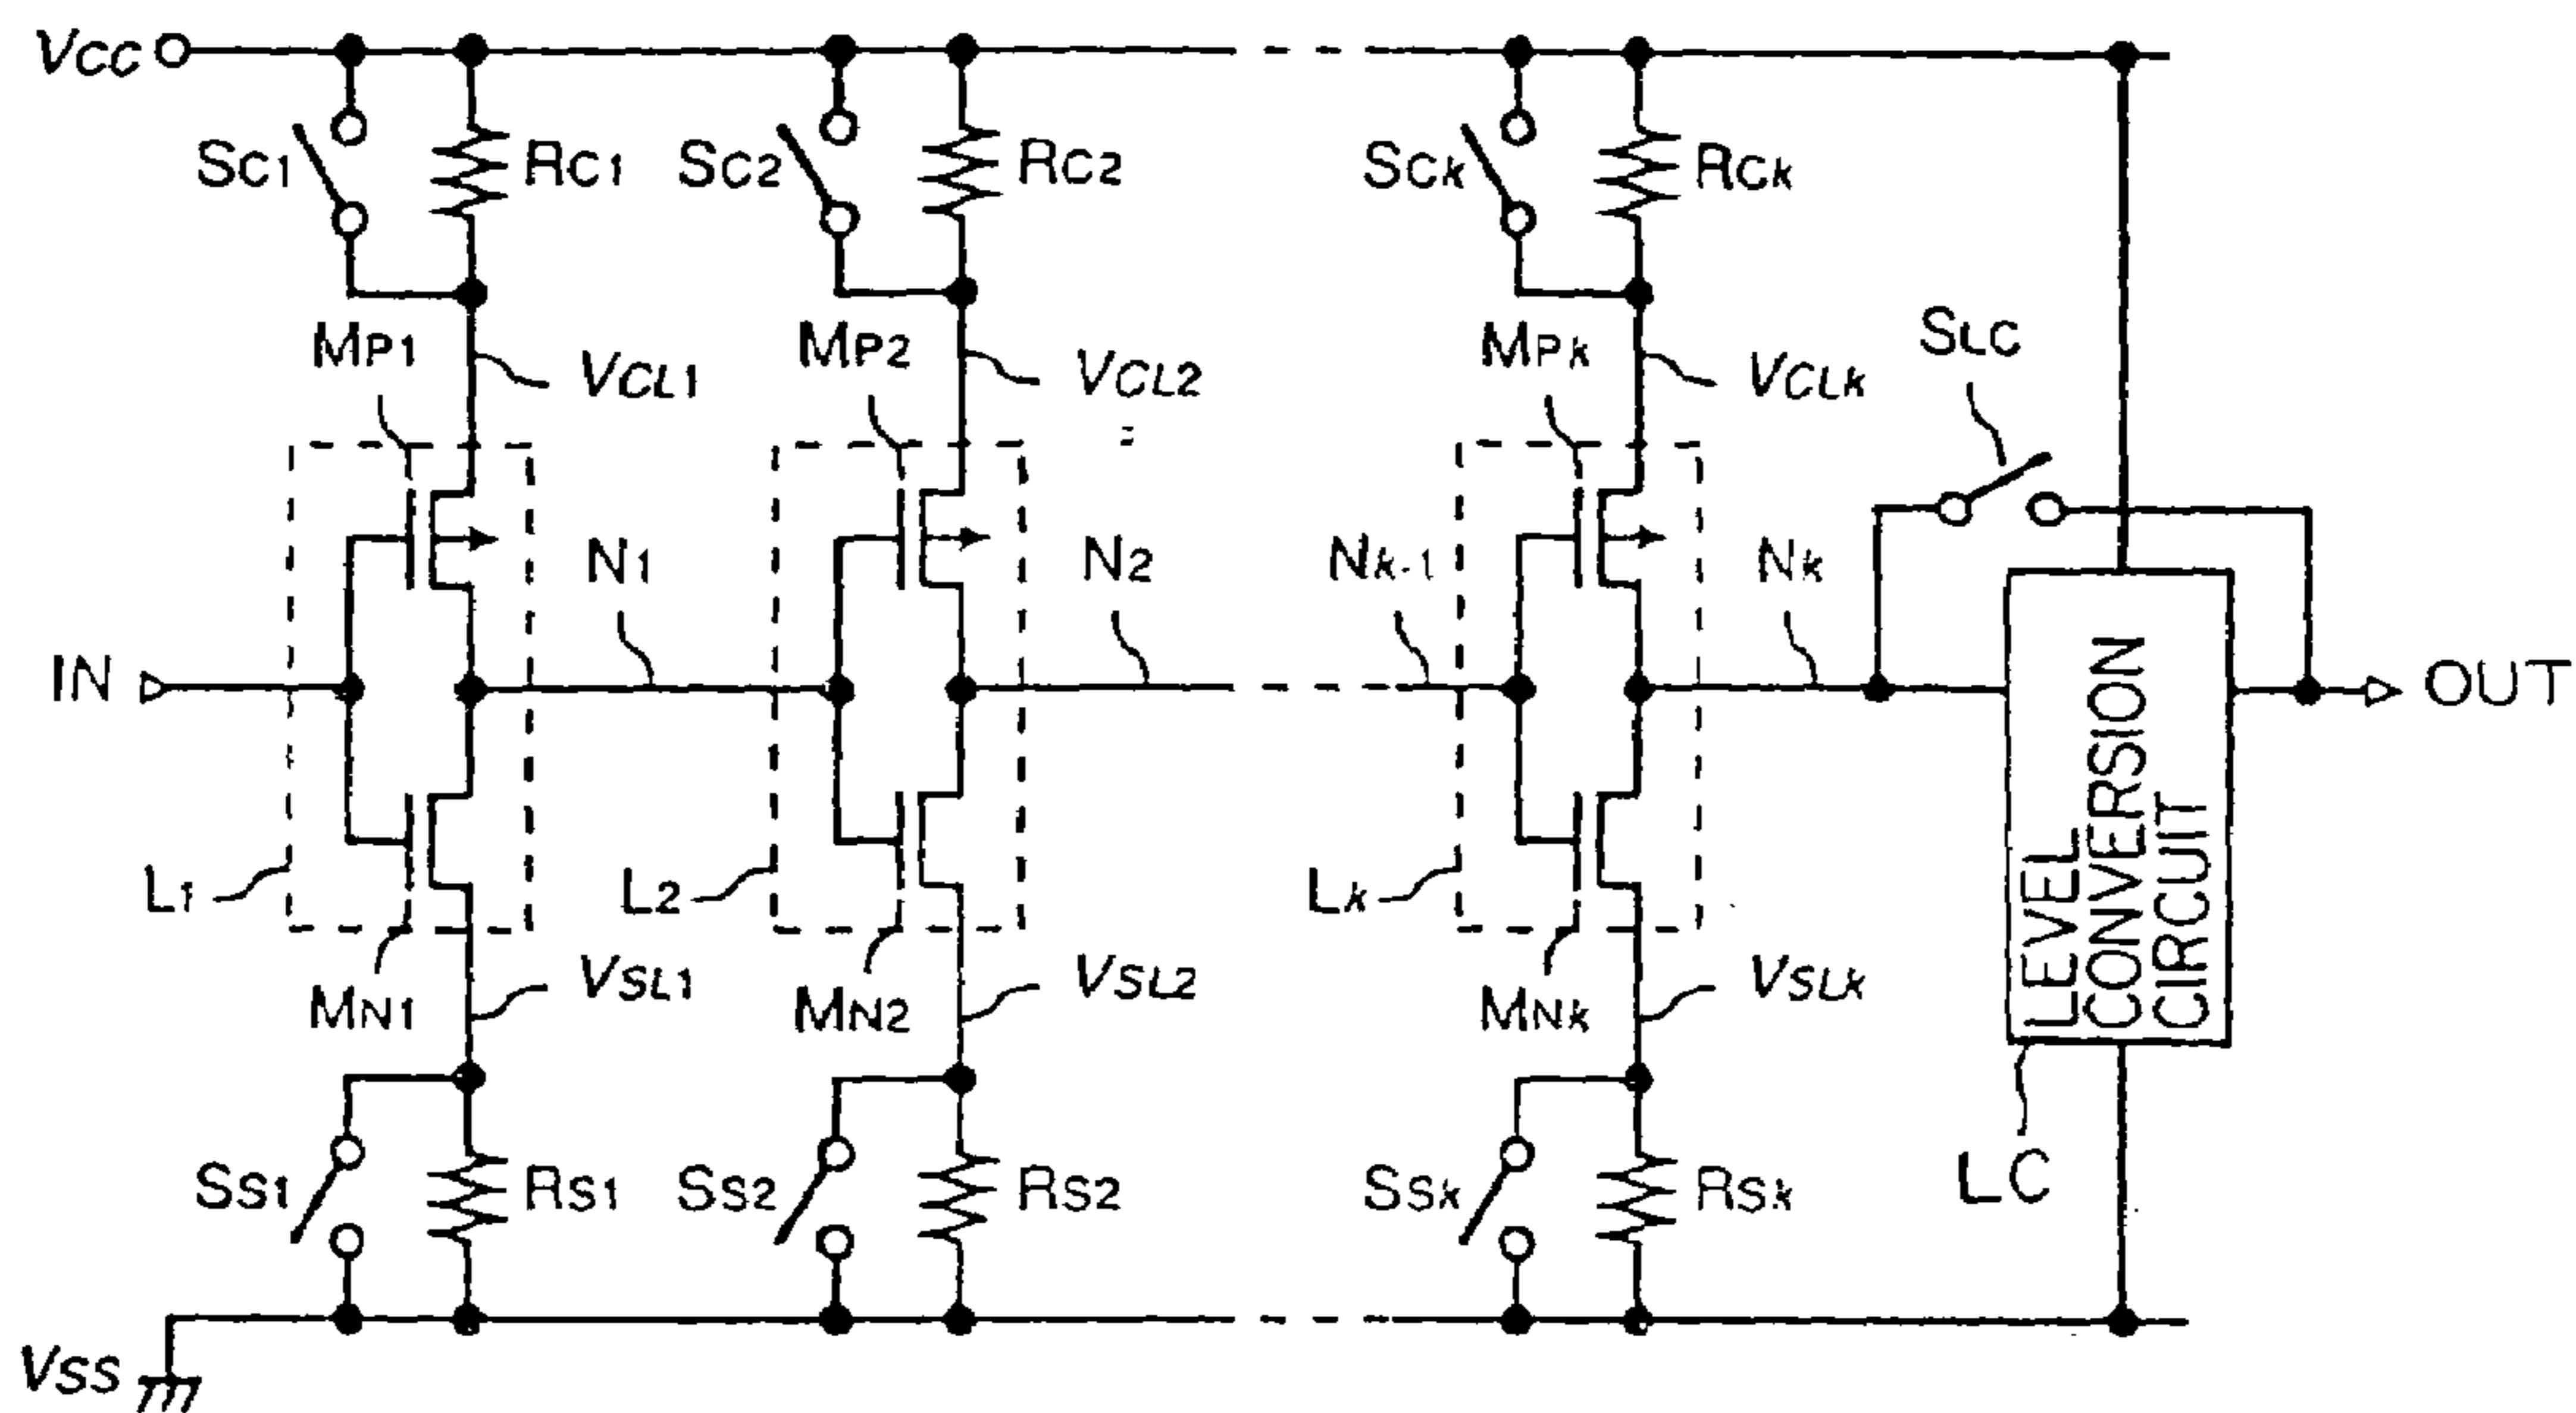 VCC
SC1
RC1
SC2
RC2
SCk
RCk
MP1
VCL1
MP2
VCL2
MPk
VCLk
SLC
IN
N1
N2
Nk-1
Nk
OUT
LEVEL
CONVERSION
CIRCUIT
L1
L2
Lk
MN1
VSL1
MN2
VSL2
MNk
VSLk
SS1
RS1
SS2
RS2
SSk
RSk
LC
VSS